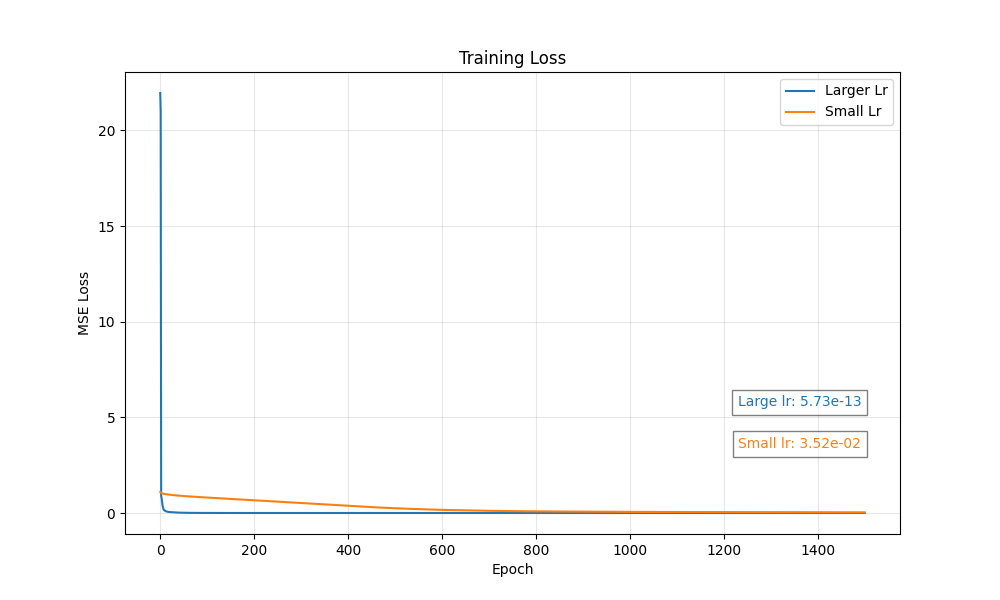 Training Loss
Larger Lr
Small Lr
MSE Loss
20
15
10
5
0
Large lr: 5.73e-13
Small lr: 3.52e-02
0 200 400 600 800 1000 1200 1400
Epoch